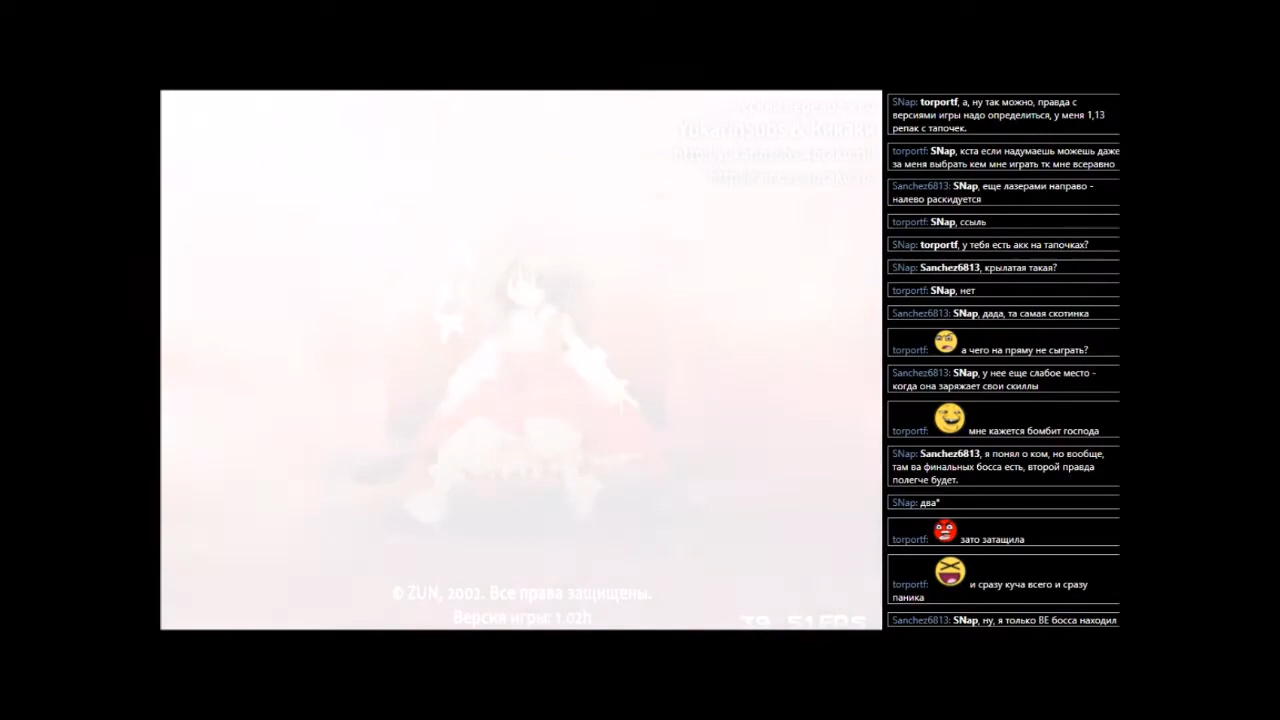 Yukarinsubs & Кикаки
© ZUN, 2002. Все права защищены.
Версия игры: 1.02h
SNap: torportf, а, ну так можно, правда с
версиями игры надо определиться, у меня 1,13
репак с тапочек.
torportf: SNap, кста если надумаешь можешь даже
за меня выбрать кем мне играть тк мне всеравно
Sanchez6813: SNap, еще лазерами направо -
налево раскидуется
torportf: SNap, ссыль
SNap: torportf, у тебя есть акк на тапочках?
SNap: Sanchez6813, крылатая такая?
torportf: SNap, нет
Sanchez6813: SNap, дада, та самая скотинка
torportf: а чего на пряму не сыграть?
Sanchez6813: SNap, у нее еще слабое место -
когда она заряжает свои скиллы
torportf: мне кажется бомбит господа
SNap: Sanchez6813, я понял о ком, но вообще,
там ва финальных босса есть, второй правда
полегче будет.
SNap: два*
torportf: зато затащила
torportf: и сразу куча всего и сразу
паника
Sanchez6813: SNap, ну, я только ВЕ босса находил